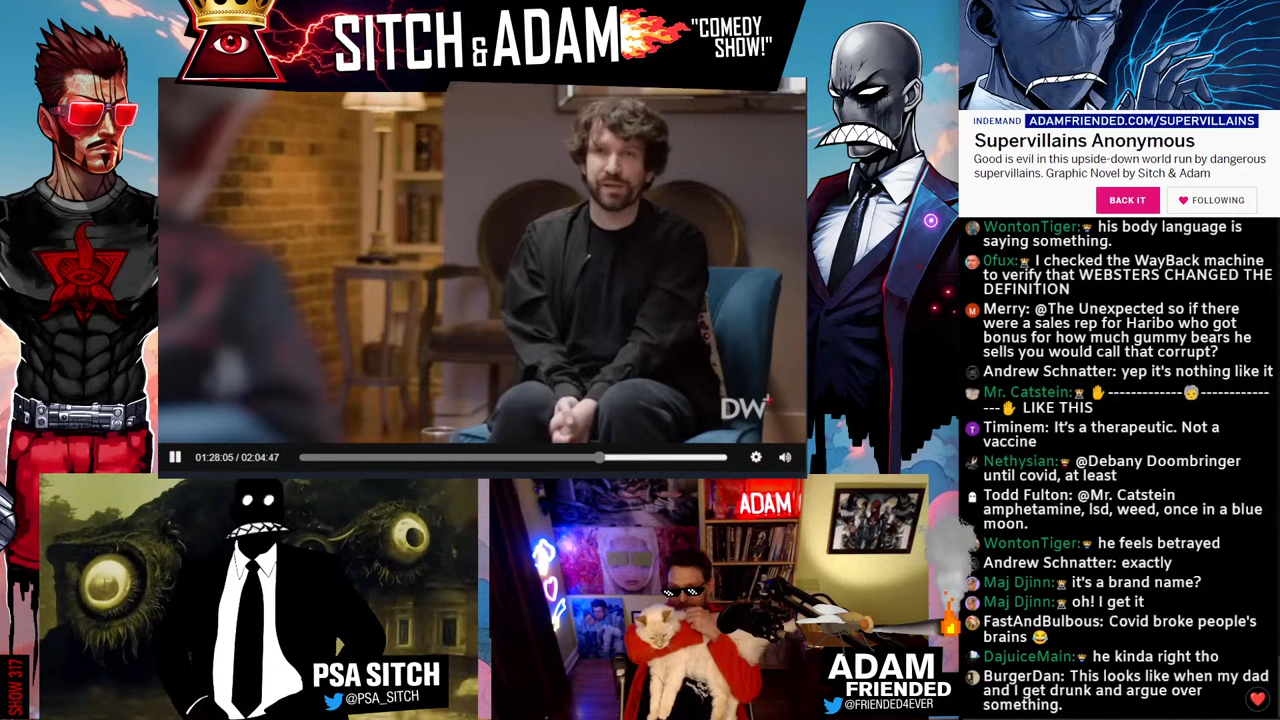 SITCH & ADAM
"COMEDY
SHOW!"
INDEMAND ADAMFRIENDED.COM/SUPERVILLAINS
Supervillains Anonymous
Good is evil in this upside-down world run by dangerous
supervillains. Graphic Novel by Sitch & Adam
BACK IT
FOLLOWING
WontonTiger: his body language is
saying something.
0fux: I checked the WayBack machine
to verify that WEBSTERS CHANGED THE
DEFINITION
Merry: @The Unexpected so if there
were a sales rep for Haribo who got
bonus for how much gummy bears he
sells you would call that corrupt?
Andrew Schnatter: yep it's nothing like it
Mr. Catstein: ✋-------------👵-------------
---✋ LIKE THIS
Timinem: It's a therapeutic. Not a
vaccine
Nethysian: @Debany Doombringer
until covid, at least
Todd Fulton: @Mr. Catstein
amphetamine, lsd, weed, once in a blue
moon.
WontonTiger: he feels betrayed
Andrew Schnatter: exactly
Maj Djinn: it's a brand name?
Maj Djinn: oh! I get it
FastAndBulbous: Covid broke people's
brains 😂
DajuiceMain: he kinda right tho
BurgerDan: This looks like when my dad
and I get drunk and argue over
something.
DW
01:28:05 / 02:04:47
ADAM
PSA SITCH
@PSA_SITCH
ADAM
FRIENDED
@FRIENDED4EVER
SHOW 317